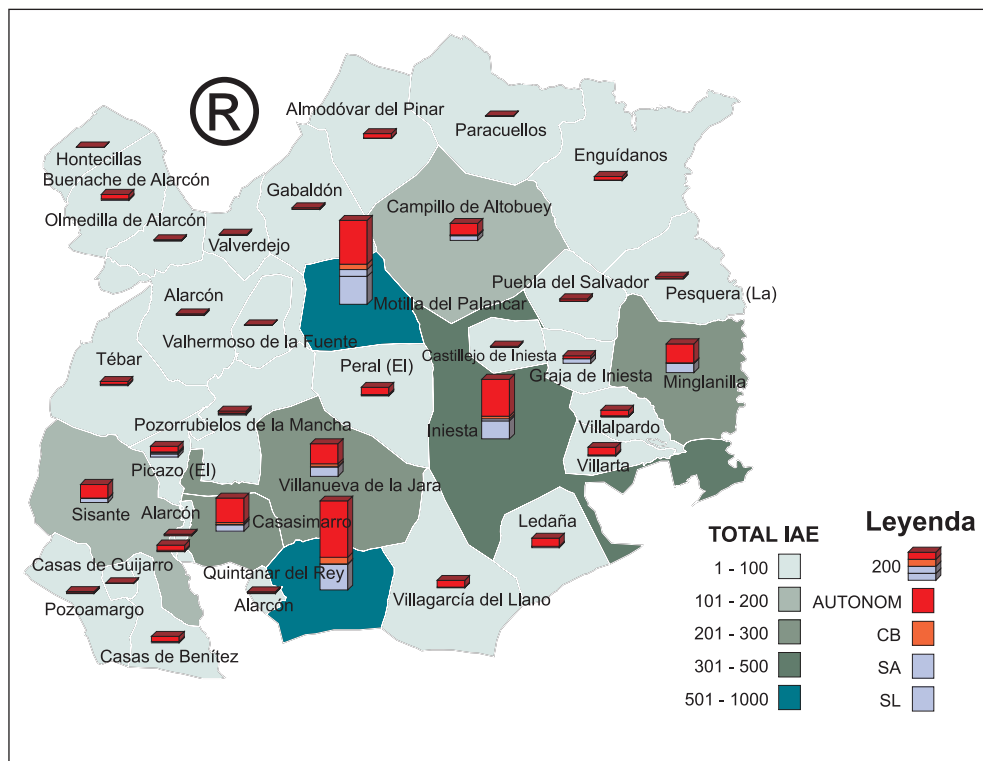 ®
Almodóvar del Pinar
Paracuellos
Enguídanos
Hontecillas
Buenache de Alarcón
Olmedilla de Alarcón
Gabaldón
Campillo de Altobuey
Valverdejo
Puebla del Salvador
Pesquera (La)
Alarcón
Motilla del Palancar
Valhermoso de la Fuente
Castillejo de Iniesta
Graja de Iniesta
Minglanilla
Tébar
Peral (El)
Pozorrubielos de la Mancha
Iniesta
Villalpardo
Villarta
Picazo (El)
Villanueva de la Jara
Sisante
Alarcón
Casasimarro
Ledaña
Casas de Guijarro
Quintanar del Rey
Pozoamargo
Alarcón
Villagarcía del Llano
Casas de Benítez
TOTAL IAE
1 - 100
101 - 200
201 - 300
301 - 500
501 - 1000
Leyenda
200
AUTONOM
CB
SA
SL